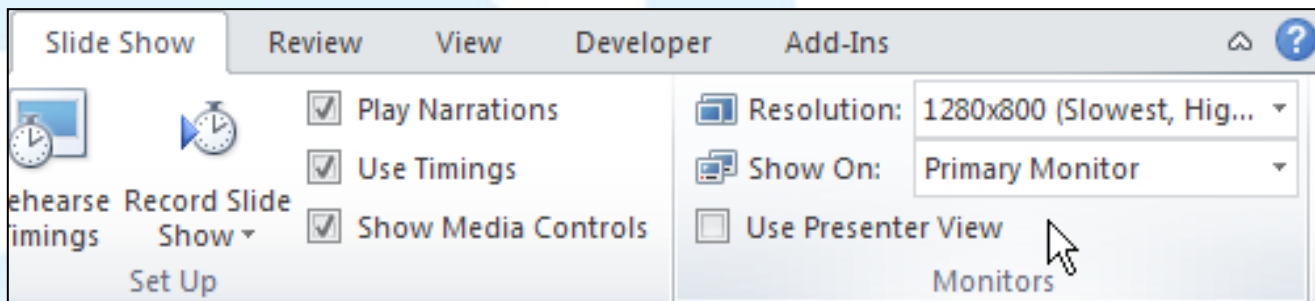 Slide Show Review View Developer Add-Ins ?
ehearse
imings
Record Slide
Show
Play Narrations
Use Timings
Show Media Controls
Set Up
Resolution: 1280x800 (Slowest, Hig...
Show On: Primary Monitor
Use Presenter View
Monitors